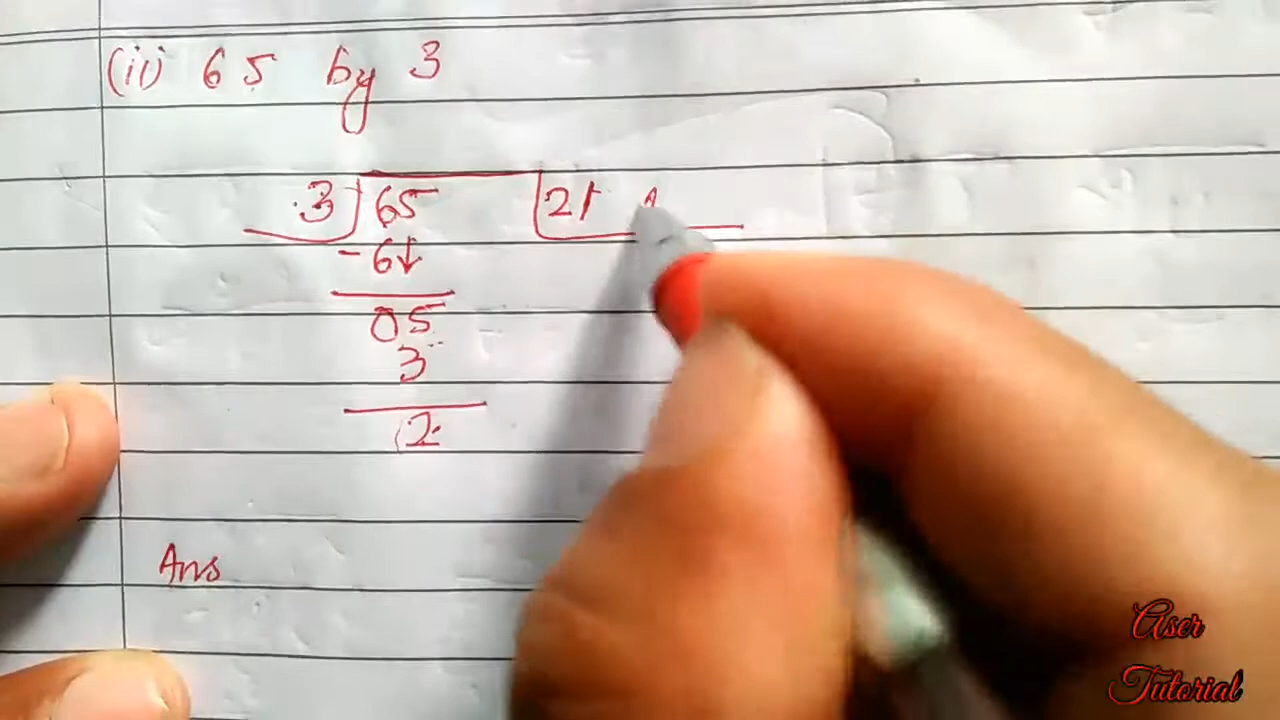 (ii) 65 by 3
3 65 21
- 6↓
05
3
2
Ans
Aser
Tutorial